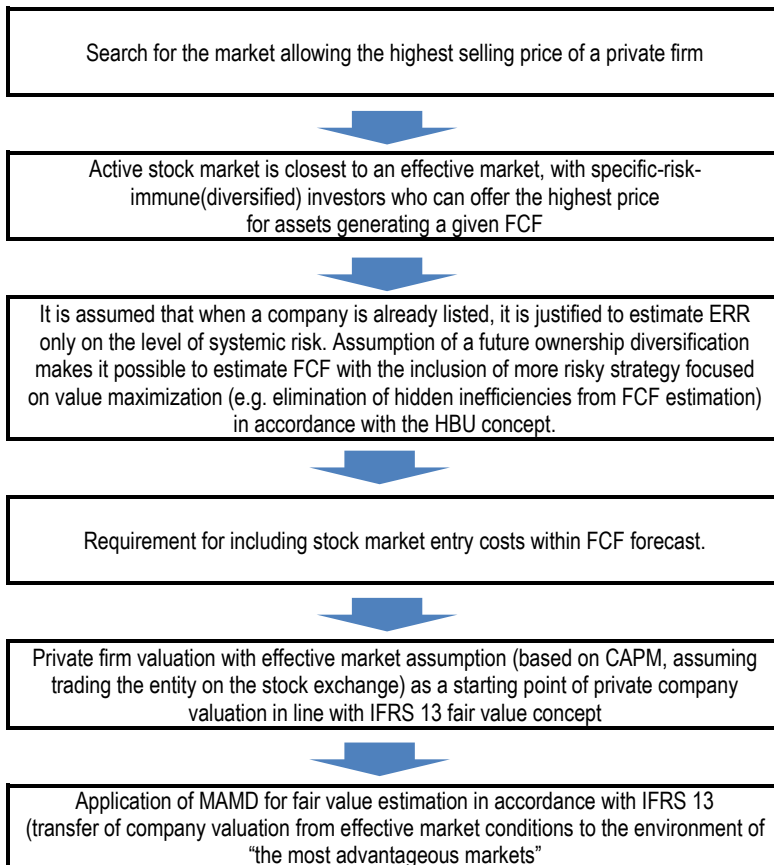 Search for the market allowing the highest selling price of a private firm
Active stock market is closest to an effective market, with specific-risk-
immune(diversified) investors who can offer the highest price
for assets generating a given FCF
It is assumed that when a company is already listed, it is justified to estimate ERR
only on the level of systemic risk. Assumption of a future ownership diversification
makes it possible to estimate FCF with the inclusion of more risky strategy focused
on value maximization (e.g. elimination of hidden inefficiencies from FCF estimation)
in accordance with the HBU concept.
Requirement for including stock market entry costs within FCF forecast.
Private firm valuation with effective market assumption (based on CAPM, assuming
trading the entity on the stock exchange) as a starting point of private company
valuation in line with IFRS 13 fair value concept
Application of MAMD for fair value estimation in accordance with IFRS 13
(transfer of company valuation from effective market conditions to the environment of
“the most advantageous markets”